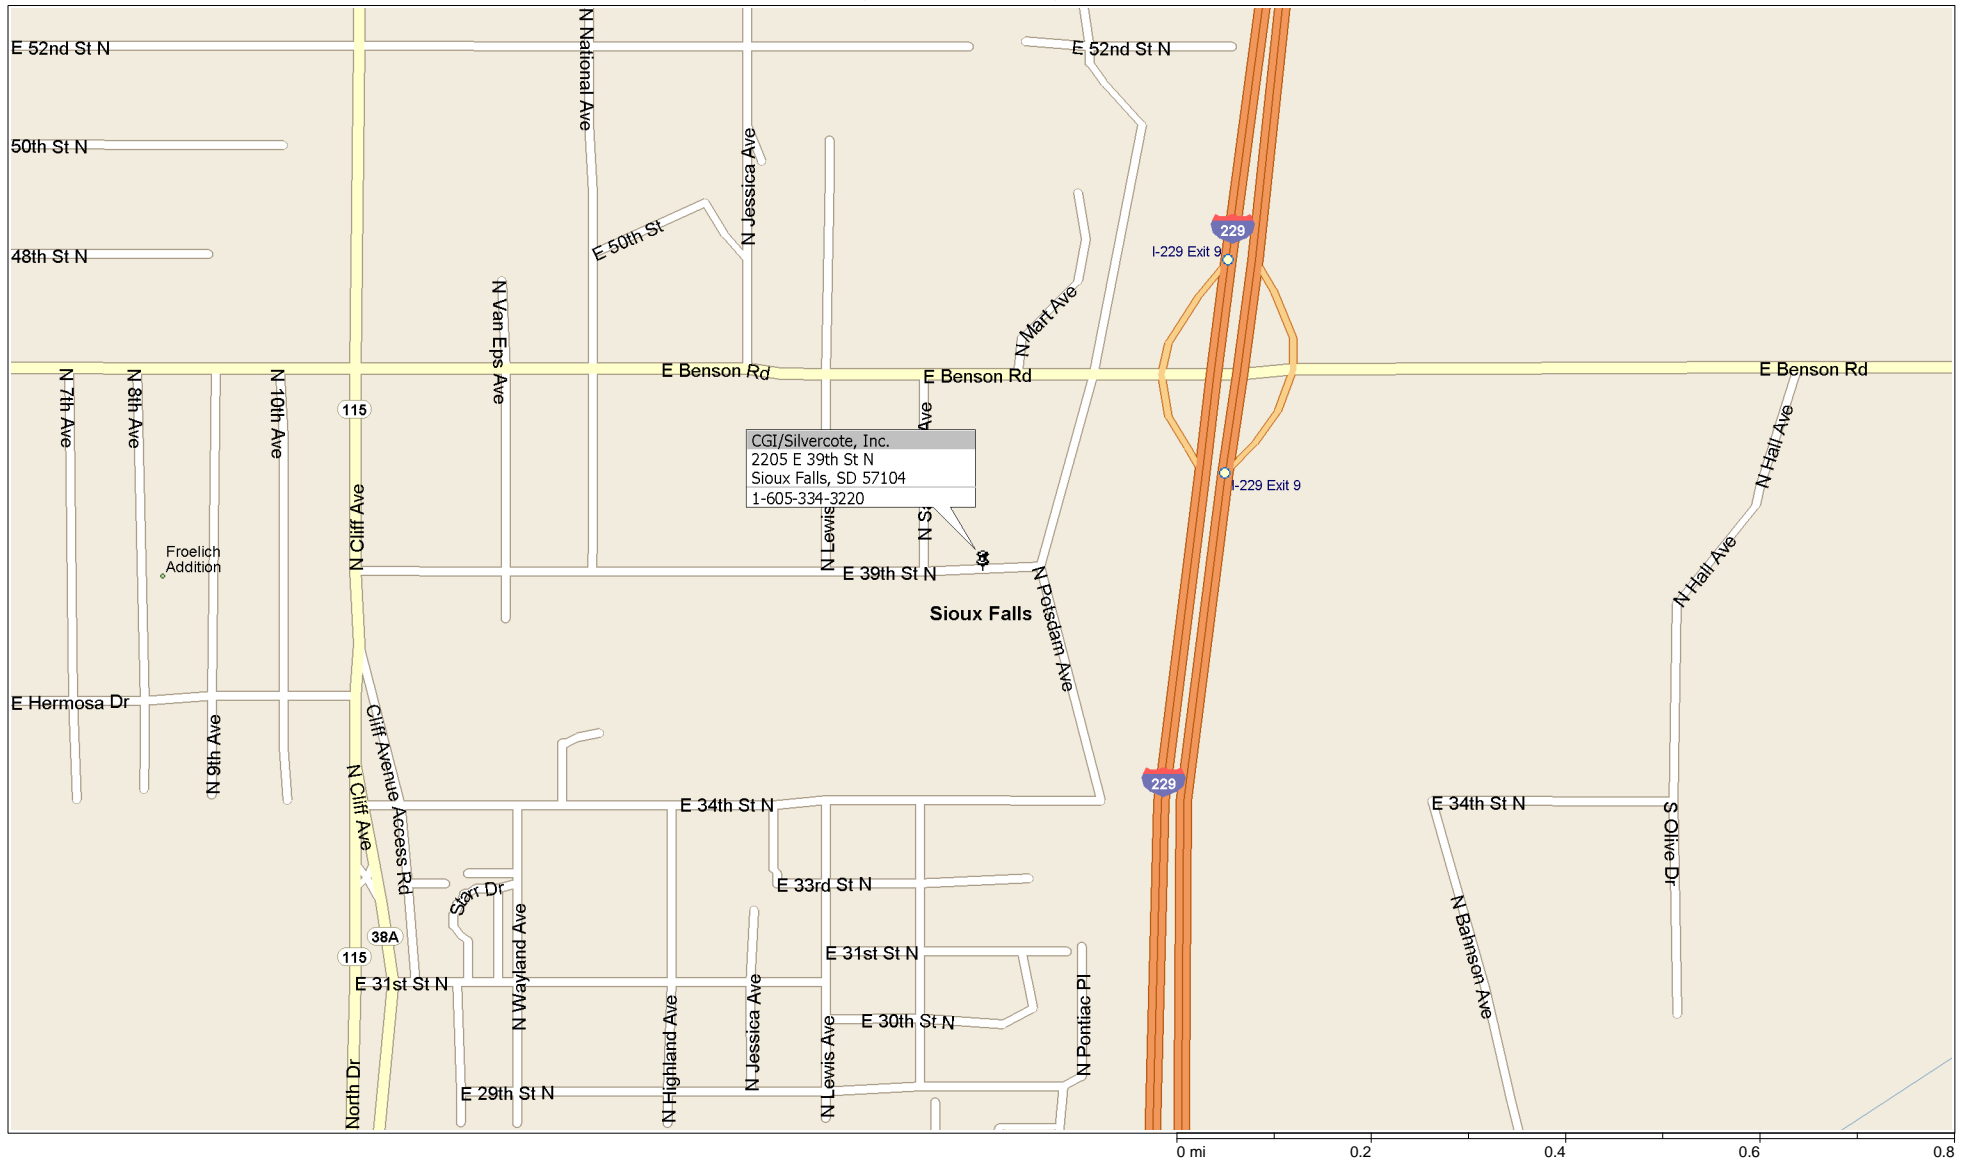 E 52nd St N
E 52nd St N
N National Ave
50th St N
N Jessica Ave
E 50th St
48th St N
229
I-229 Exit 9
N Van Eps Ave
N Mart Ave
E Benson Rd
E Benson Rd
E Benson Rd
N 7th Ave
N 8th Ave
N 10th Ave
115
N Hall Ave
CGI/Silvercote, Inc.
2205 E 39th St N
Sioux Falls, SD 57104
1-605-334-3220
I-229 Exit 9
N Cliff Ave
N Lewis
Ave
Froelich
Addition
E 39th St N
N Hall Ave
Sioux Falls
N Potsdam Ave
E Hermosa Dr
N 9th Ave
Cliff Avenue Access Rd
N Cliff Ave
229
E 34th St N
E 34th St N
S Olive Dr
E 33rd St N
Starr Dr
N Wayland Ave
N Bahnson Ave
38A
115
E 31st St N
E 31st St N
N Highland Ave
N Jessica Ave
N Lewis Ave
E 30th St N
N Pontiac Pl
E 29th St N
North Dr
0 mi
0.2
0.4
0.6
0.8